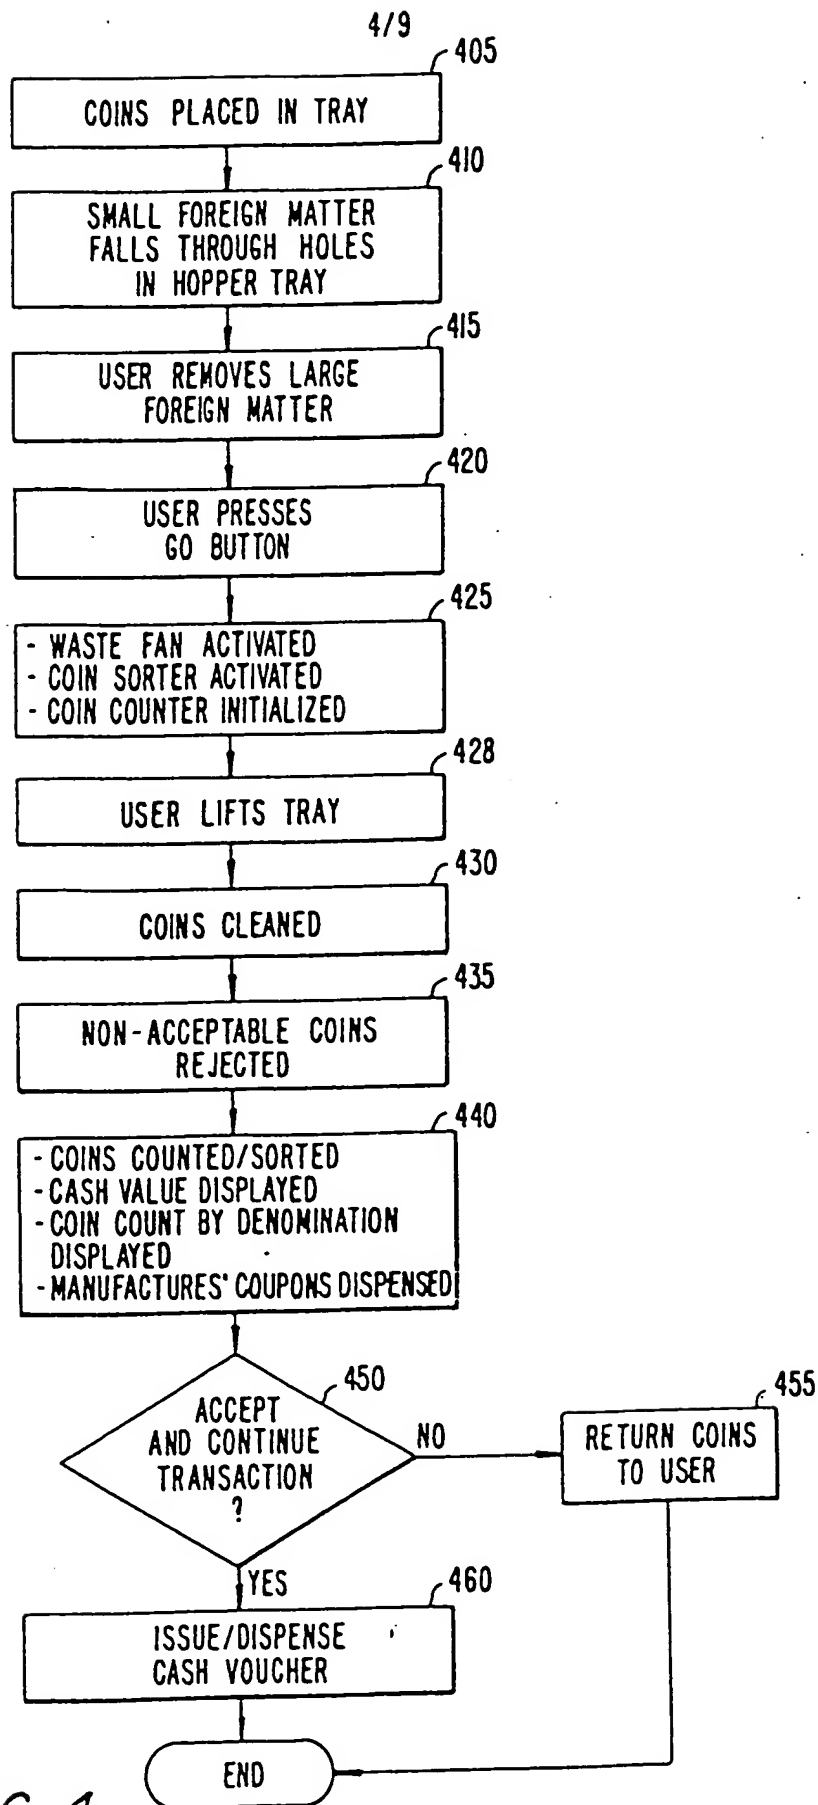 4/9
405
COINS PLACED IN TRAY
410
SMALL FOREIGN MATTER
FALLS THROUGH HOLES
IN HOPPER TRAY
415
USER REMOVES LARGE
FOREIGN MATTER
420
USER PRESSES
GO BUTTON
425
- WASTE FAN ACTIVATED
- COIN SORTER ACTIVATED
- COIN COUNTER INITIALIZED
428
USER LIFTS TRAY
430
COINS CLEANED
435
NON-ACCEPTABLE COINS
REJECTED
440
- COINS COUNTED/SORTED
- CASH VALUE DISPLAYED
- COIN COUNT BY DENOMINATION
DISPLAYED
- MANUFACTURES' COUPONS DISPENSED
450
ACCEPT
AND CONTINUE
TRANSACTION
?
NO
455
RETURN COINS
TO USER
YES
460
ISSUE/DISPENSE
CASH VOUCHER
END